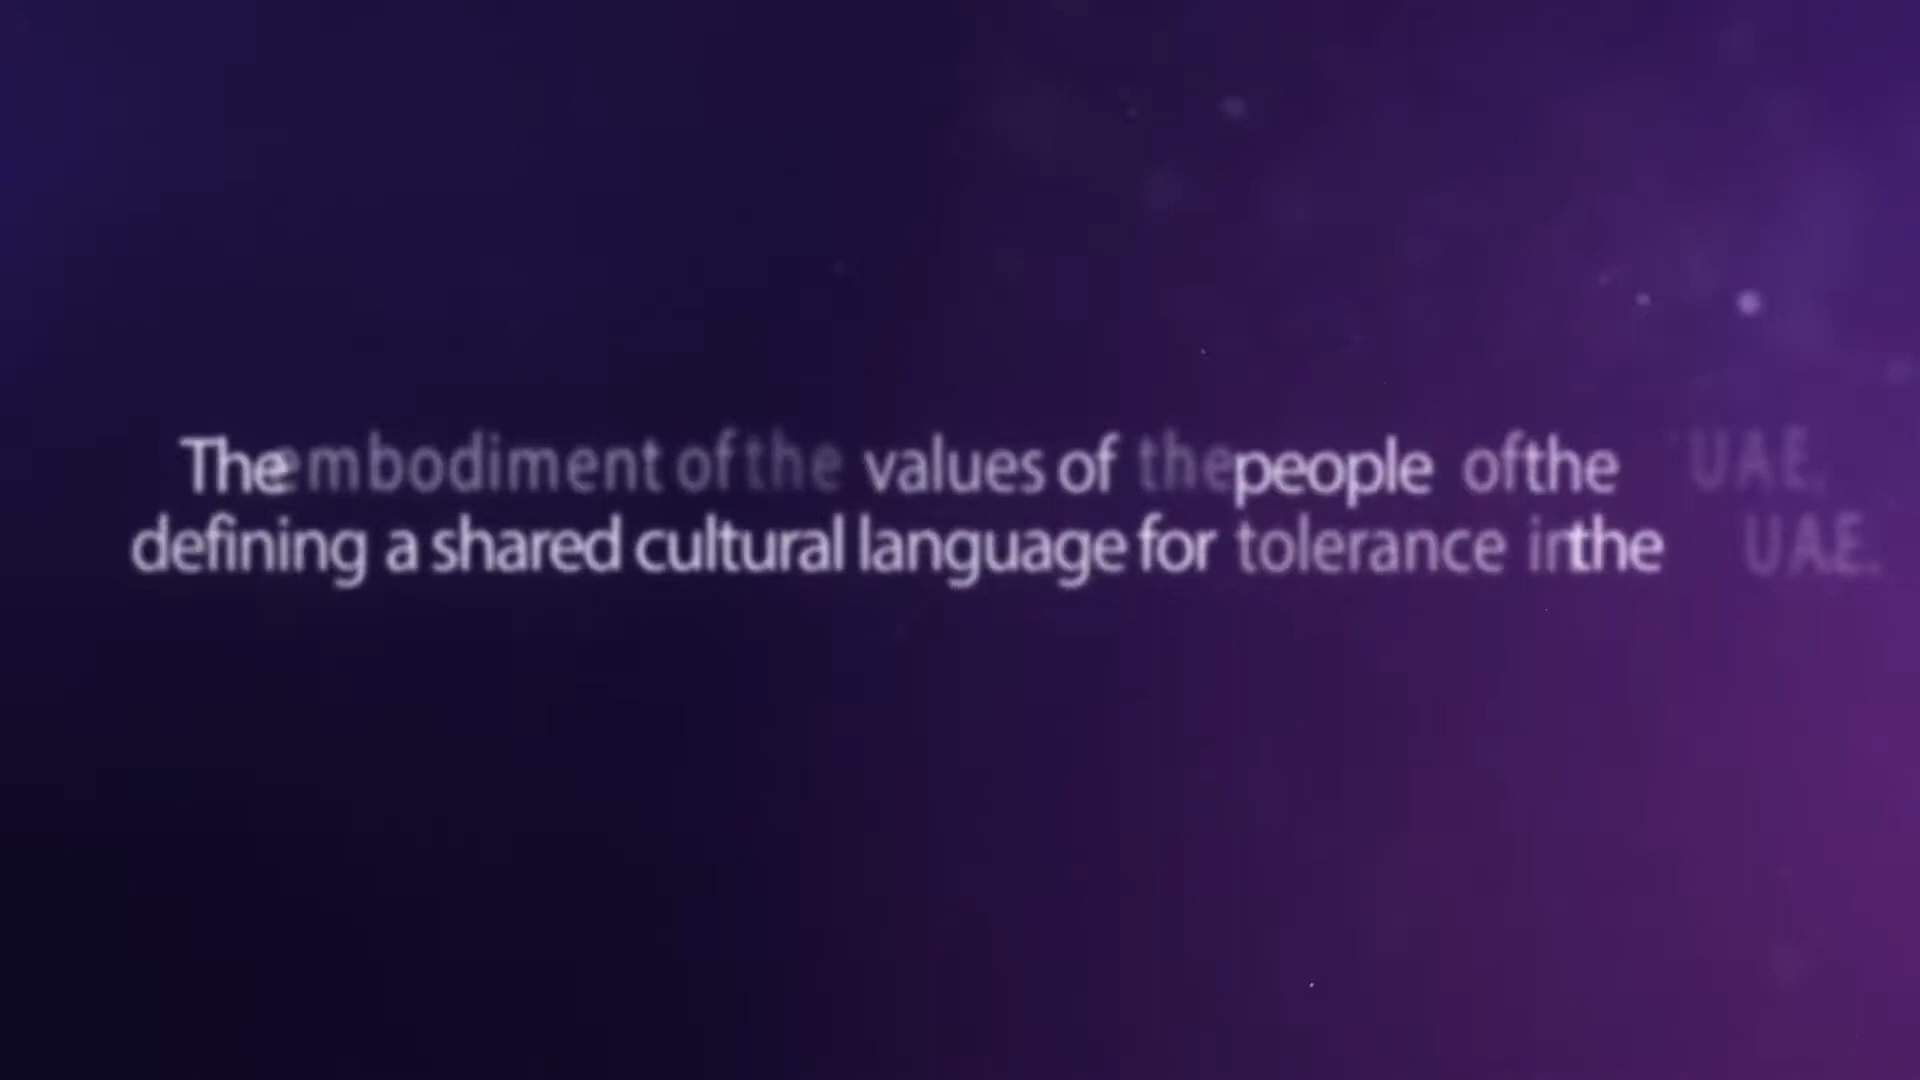 The embodiment of the values of the people of the UAE,
defining a shared cultural language for tolerance in the UAE.